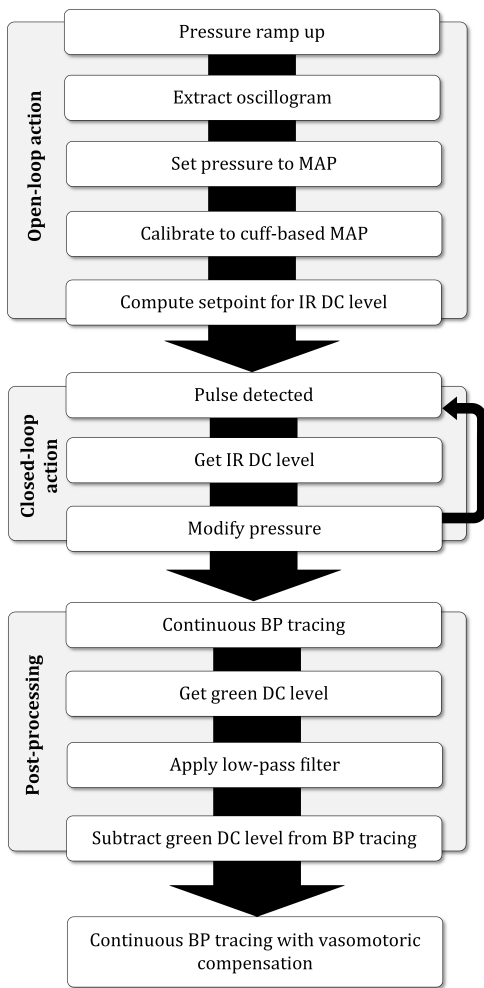 Open-loop action
Pressure ramp up
Extract oscillogram
Set pressure to MAP
Calibrate to cuff-based MAP
Compute setpoint for IR DC level
Closed-loop
action
Pulse detected
Get IR DC level
Modify pressure
Post-processing
Continuous BP tracing
Get green DC level
Apply low-pass filter
Subtract green DC level from BP tracing
Continuous BP tracing with vasomotoric
compensation